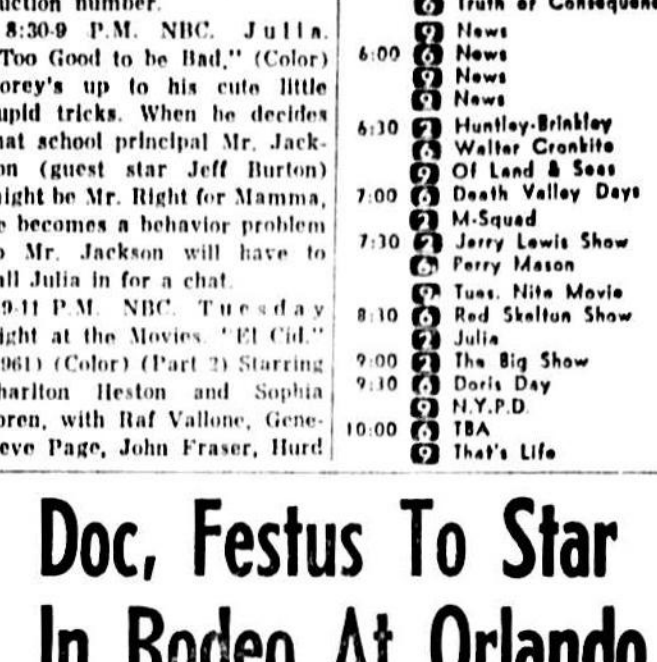 uction number.
8:30-9 P.M. NBC. Julia.
Too Good to be Bad." (Color)
orey's up to his cute little
upid tricks. When he decides
hat school principal Mr. Jack-
on (guest star Jeff Burton)
ight be Mr. Right for Mamma,
e becomes a behavior problem
o Mr. Jackson will have to
all Julia in for a chat.
9-11 P.M. NBC. Tuesday
ight at the Movies. "El Cid."
961) (Color) (Part 2) Starring
harlton Heston and Sophia
oren, with Raf Vallone, Gene-
eve Page, John Fraser, Hurd
6 Truth or Consequenc
9 News
6:00 6 News
9 News
9 News
6:30 2 Huntley-Brinkley
6 Walter Cronkite
9 Of Land & Seas
7:00 6 Death Valley Days
2 M-Squad
7:30 2 Jerry Lewis Show
6 Perry Mason
9 Tues. Nite Movie
8:30 6 Red Skelton Show
2 Julia
9:00 2 The Big Show
9:30 6 Doris Day
9 N.Y.P.D.
10:00 6 TBA
9 That's Life
Doc, Festus To Star
In Rodeo At Orlando